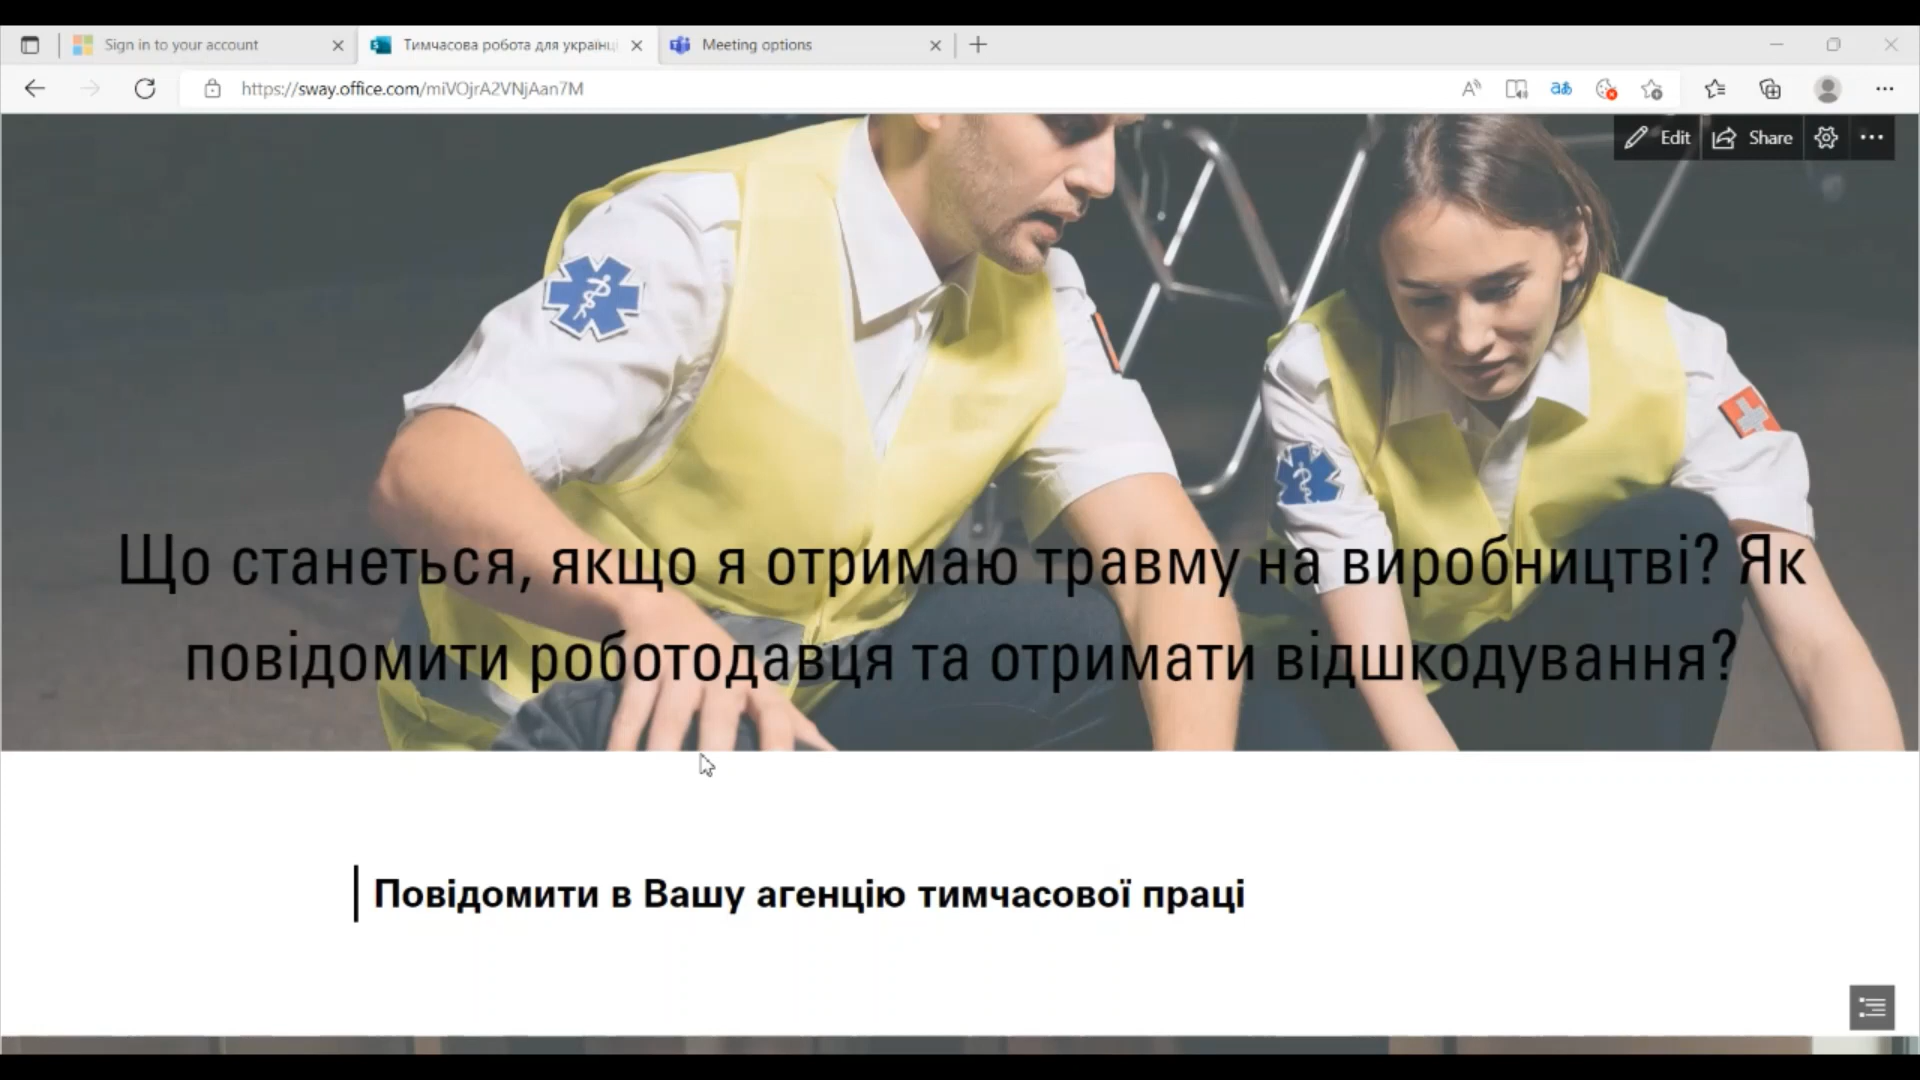 Sign in to your account
Тимчасова робота для українці
Meeting options
https://sway.office.com/miVOjrA2VNjAan7M
Edit
Share
Що станеться, якщо я отримаю травму на виробництві? Як
повідомити роботодавця та отримати відшкодування?
Повідомити в Вашу агенцію тимчасової праці